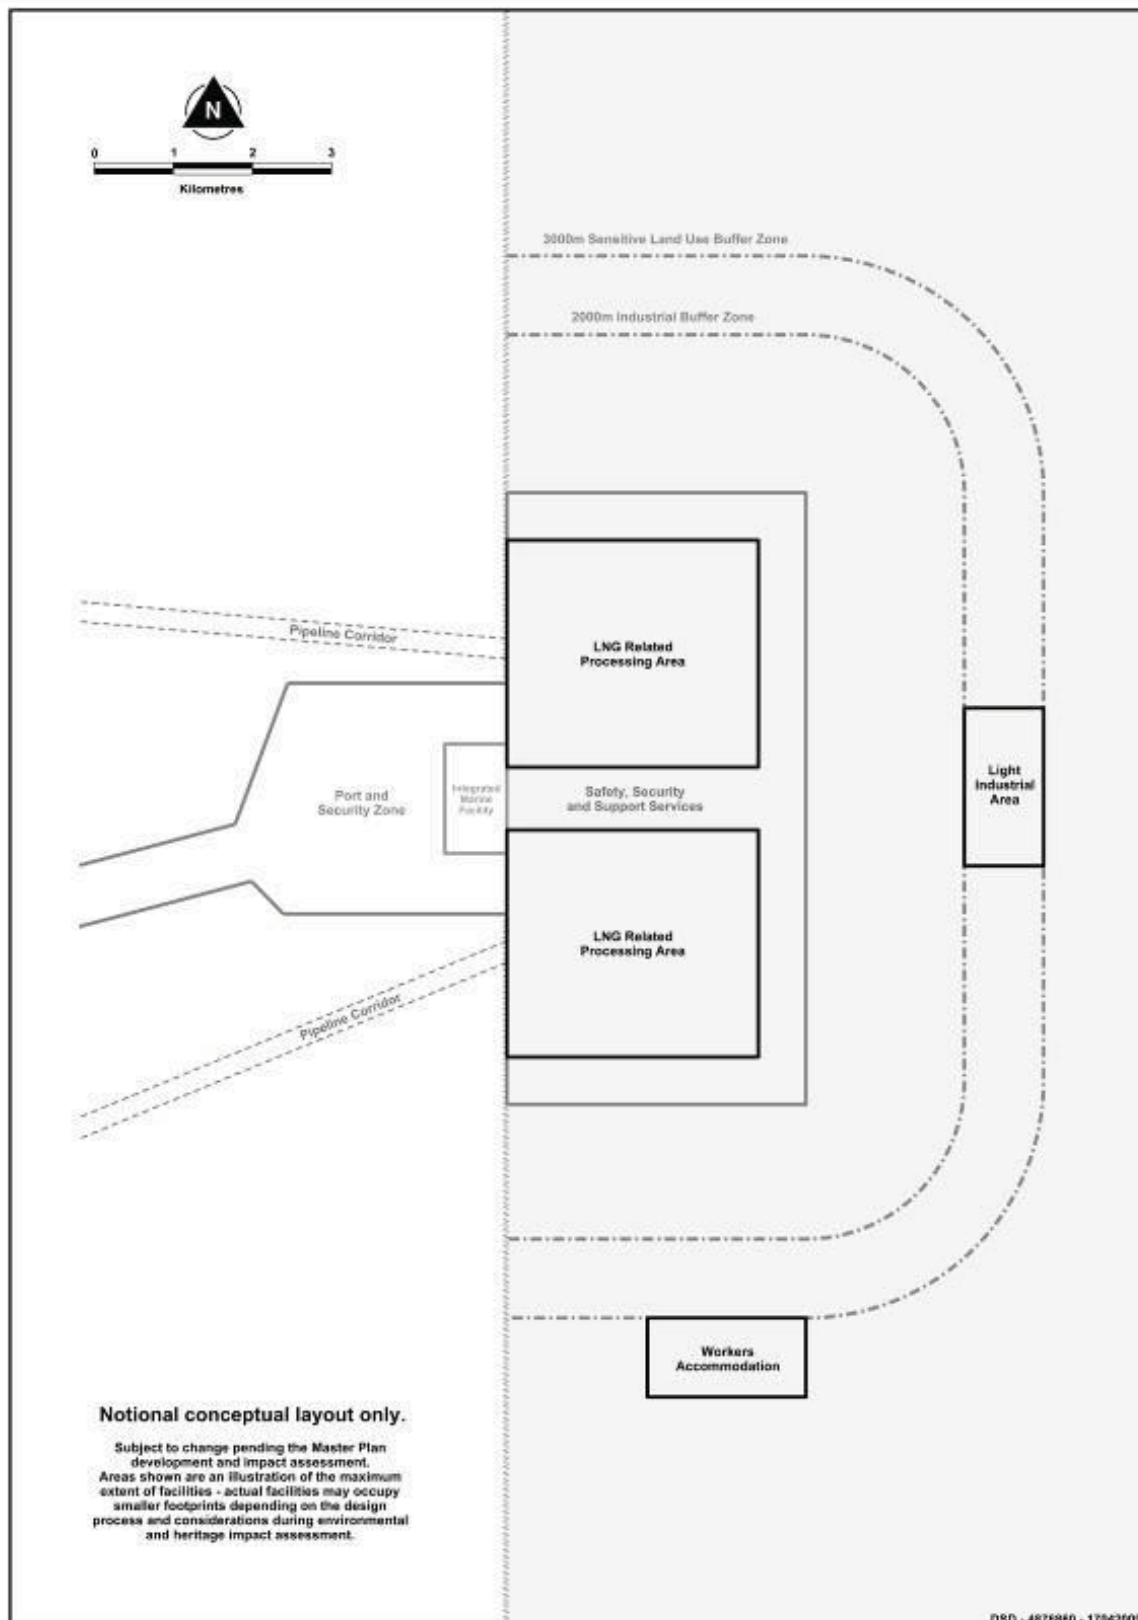 N
0 1 2 3
Kilometres
3000m Sensitive Land Use Buffer Zone
2000m Industrial Buffer Zone
Pipeline Corridor
LNG Related
Processing Area
Port and
Security Zone
Integrated
Marine
Facility
Safety, Security
and Support Services
Light
Industrial
Area
LNG Related
Processing Area
Pipeline Corridor
Workers
Accommodation
Notional conceptual layout only.
Subject to change pending the Master Plan
development and impact assessment.
Areas shown are an illustration of the maximum
extent of facilities - actual facilities may occupy
smaller footprints depending on the design
process and considerations during environmental
and heritage impact assessment.